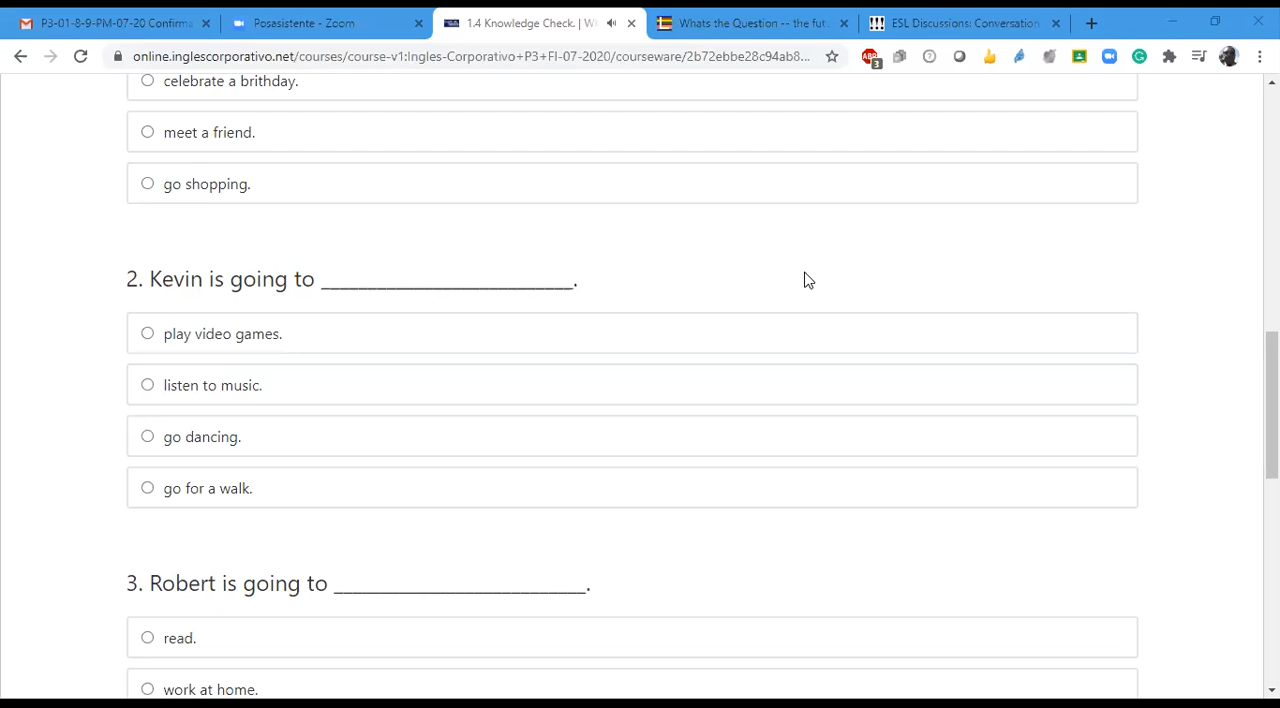 P3-01-8-9-PM-07-20 Confirma
Posasistente - Zoom
1.4 Knowledge Check. | W
Whats the Question -- the fut
ESL Discussions: Conversation
online.inglescorporativo.net/courses/course-v1:Ingles-Corporativo+P3+FI-07-2020/courseware/2b72ebbe28c94ab8...
ABP
3
celebrate a brithday.
meet a friend.
go shopping.
2. Kevin is going to ________________________.
play video games.
listen to music.
go dancing.
go for a walk.
3. Robert is going to ________________________.
read.
work at home.